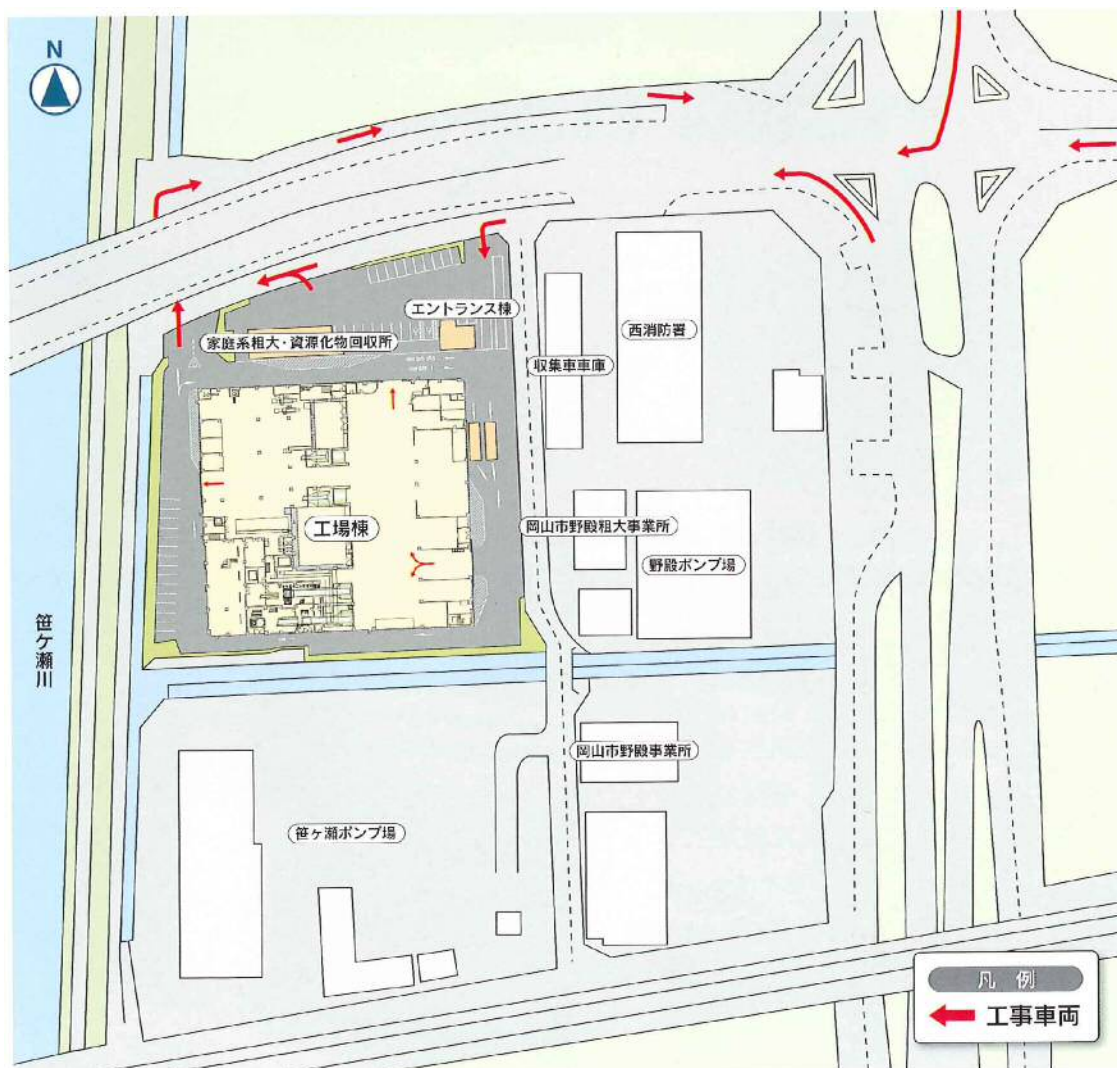 N
エントランス棟
家庭系粗大・資源化物回収所
西消防署
収集車車庫
工場棟
岡山市野殿粗大事業所
野殿ポンプ場
笹ケ瀬川
岡山市野殿事業所
笹ヶ瀬ポンプ場
凡例
工事車両